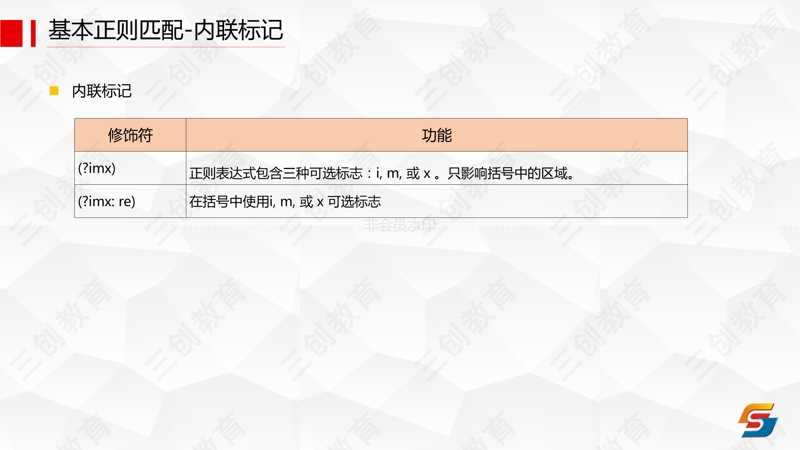 基本正则匹配-内联标记
内联标记
修饰符 功能
(?imx) 正则表达式包含三种可选标志：i, m, 或 x 。只影响括号中的区域。
(?imx: re) 在括号中使用i, m, 或 x 可选标志
非会员水印
三创教育